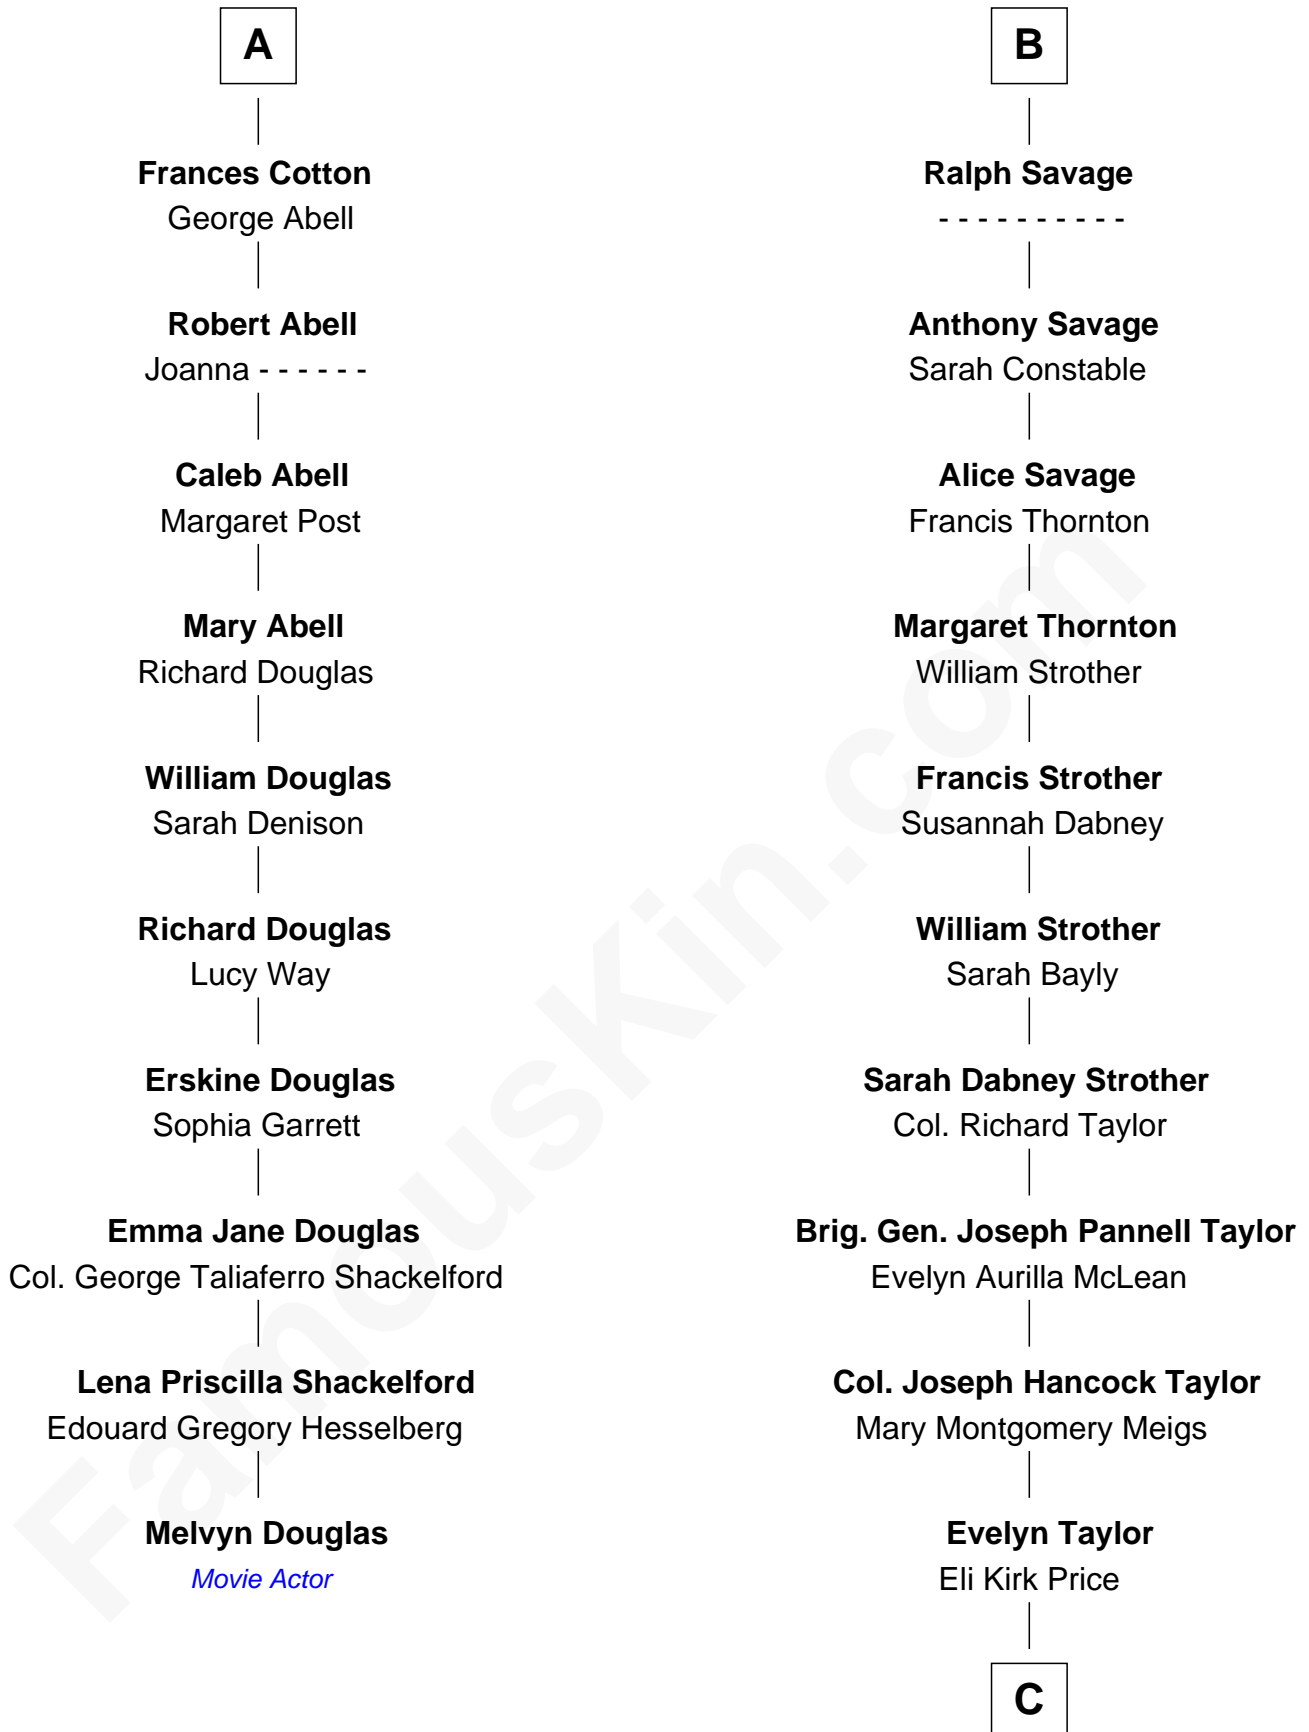 A
Frances Cotton
George Abell
Robert Abell
Joanna - - - - - -
Caleb Abell
Margaret Post
Mary Abell
Richard Douglas
William Douglas
Sarah Denison
Richard Douglas
Lucy Way
Erskine Douglas
Sophia Garrett
Emma Jane Douglas
Col. George Taliaferro Shackelford
Lena Priscilla Shackelford
Edouard Gregory Hesselberg
Melvyn Douglas
Movie Actor
B
Ralph Savage
- - - - - - - - - -
Anthony Savage
Sarah Constable
Alice Savage
Francis Thornton
Margaret Thornton
William Strother
Francis Strother
Susannah Dabney
William Strother
Sarah Bayly
Sarah Dabney Strother
Col. Richard Taylor
Brig. Gen. Joseph Pannell Taylor
Evelyn Aurilla McLean
Col. Joseph Hancock Taylor
Mary Montgomery Meigs
Evelyn Taylor
Eli Kirk Price
C
FamousKin.com